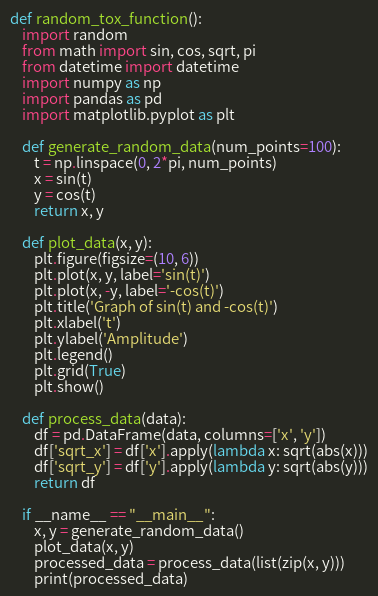 def random_tox_function():
    import random
    from math import sin, cos, sqrt, pi
    from datetime import datetime
    import numpy as np
    import pandas as pd
    import matplotlib.pyplot as plt

    def generate_random_data(num_points=100):
        t = np.linspace(0, 2*pi, num_points)
        x = sin(t)
        y = cos(t)
        return x, y

    def plot_data(x, y):
        plt.figure(figsize=(10, 6))
        plt.plot(x, y, label='sin(t)')
        plt.plot(x, -y, label='-cos(t)')
        plt.title('Graph of sin(t) and -cos(t)')
        plt.xlabel('t')
        plt.ylabel('Amplitude')
        plt.legend()
        plt.grid(True)
        plt.show()

    def process_data(data):
        df = pd.DataFrame(data, columns=['x', 'y'])
        df['sqrt_x'] = df['x'].apply(lambda x: sqrt(abs(x)))
        df['sqrt_y'] = df['y'].apply(lambda y: sqrt(abs(y)))
        return df

    if __name__ == "__main__":
        x, y = generate_random_data()
        plot_data(x, y)
        processed_data = process_data(list(zip(x, y)))
        print(processed_data)